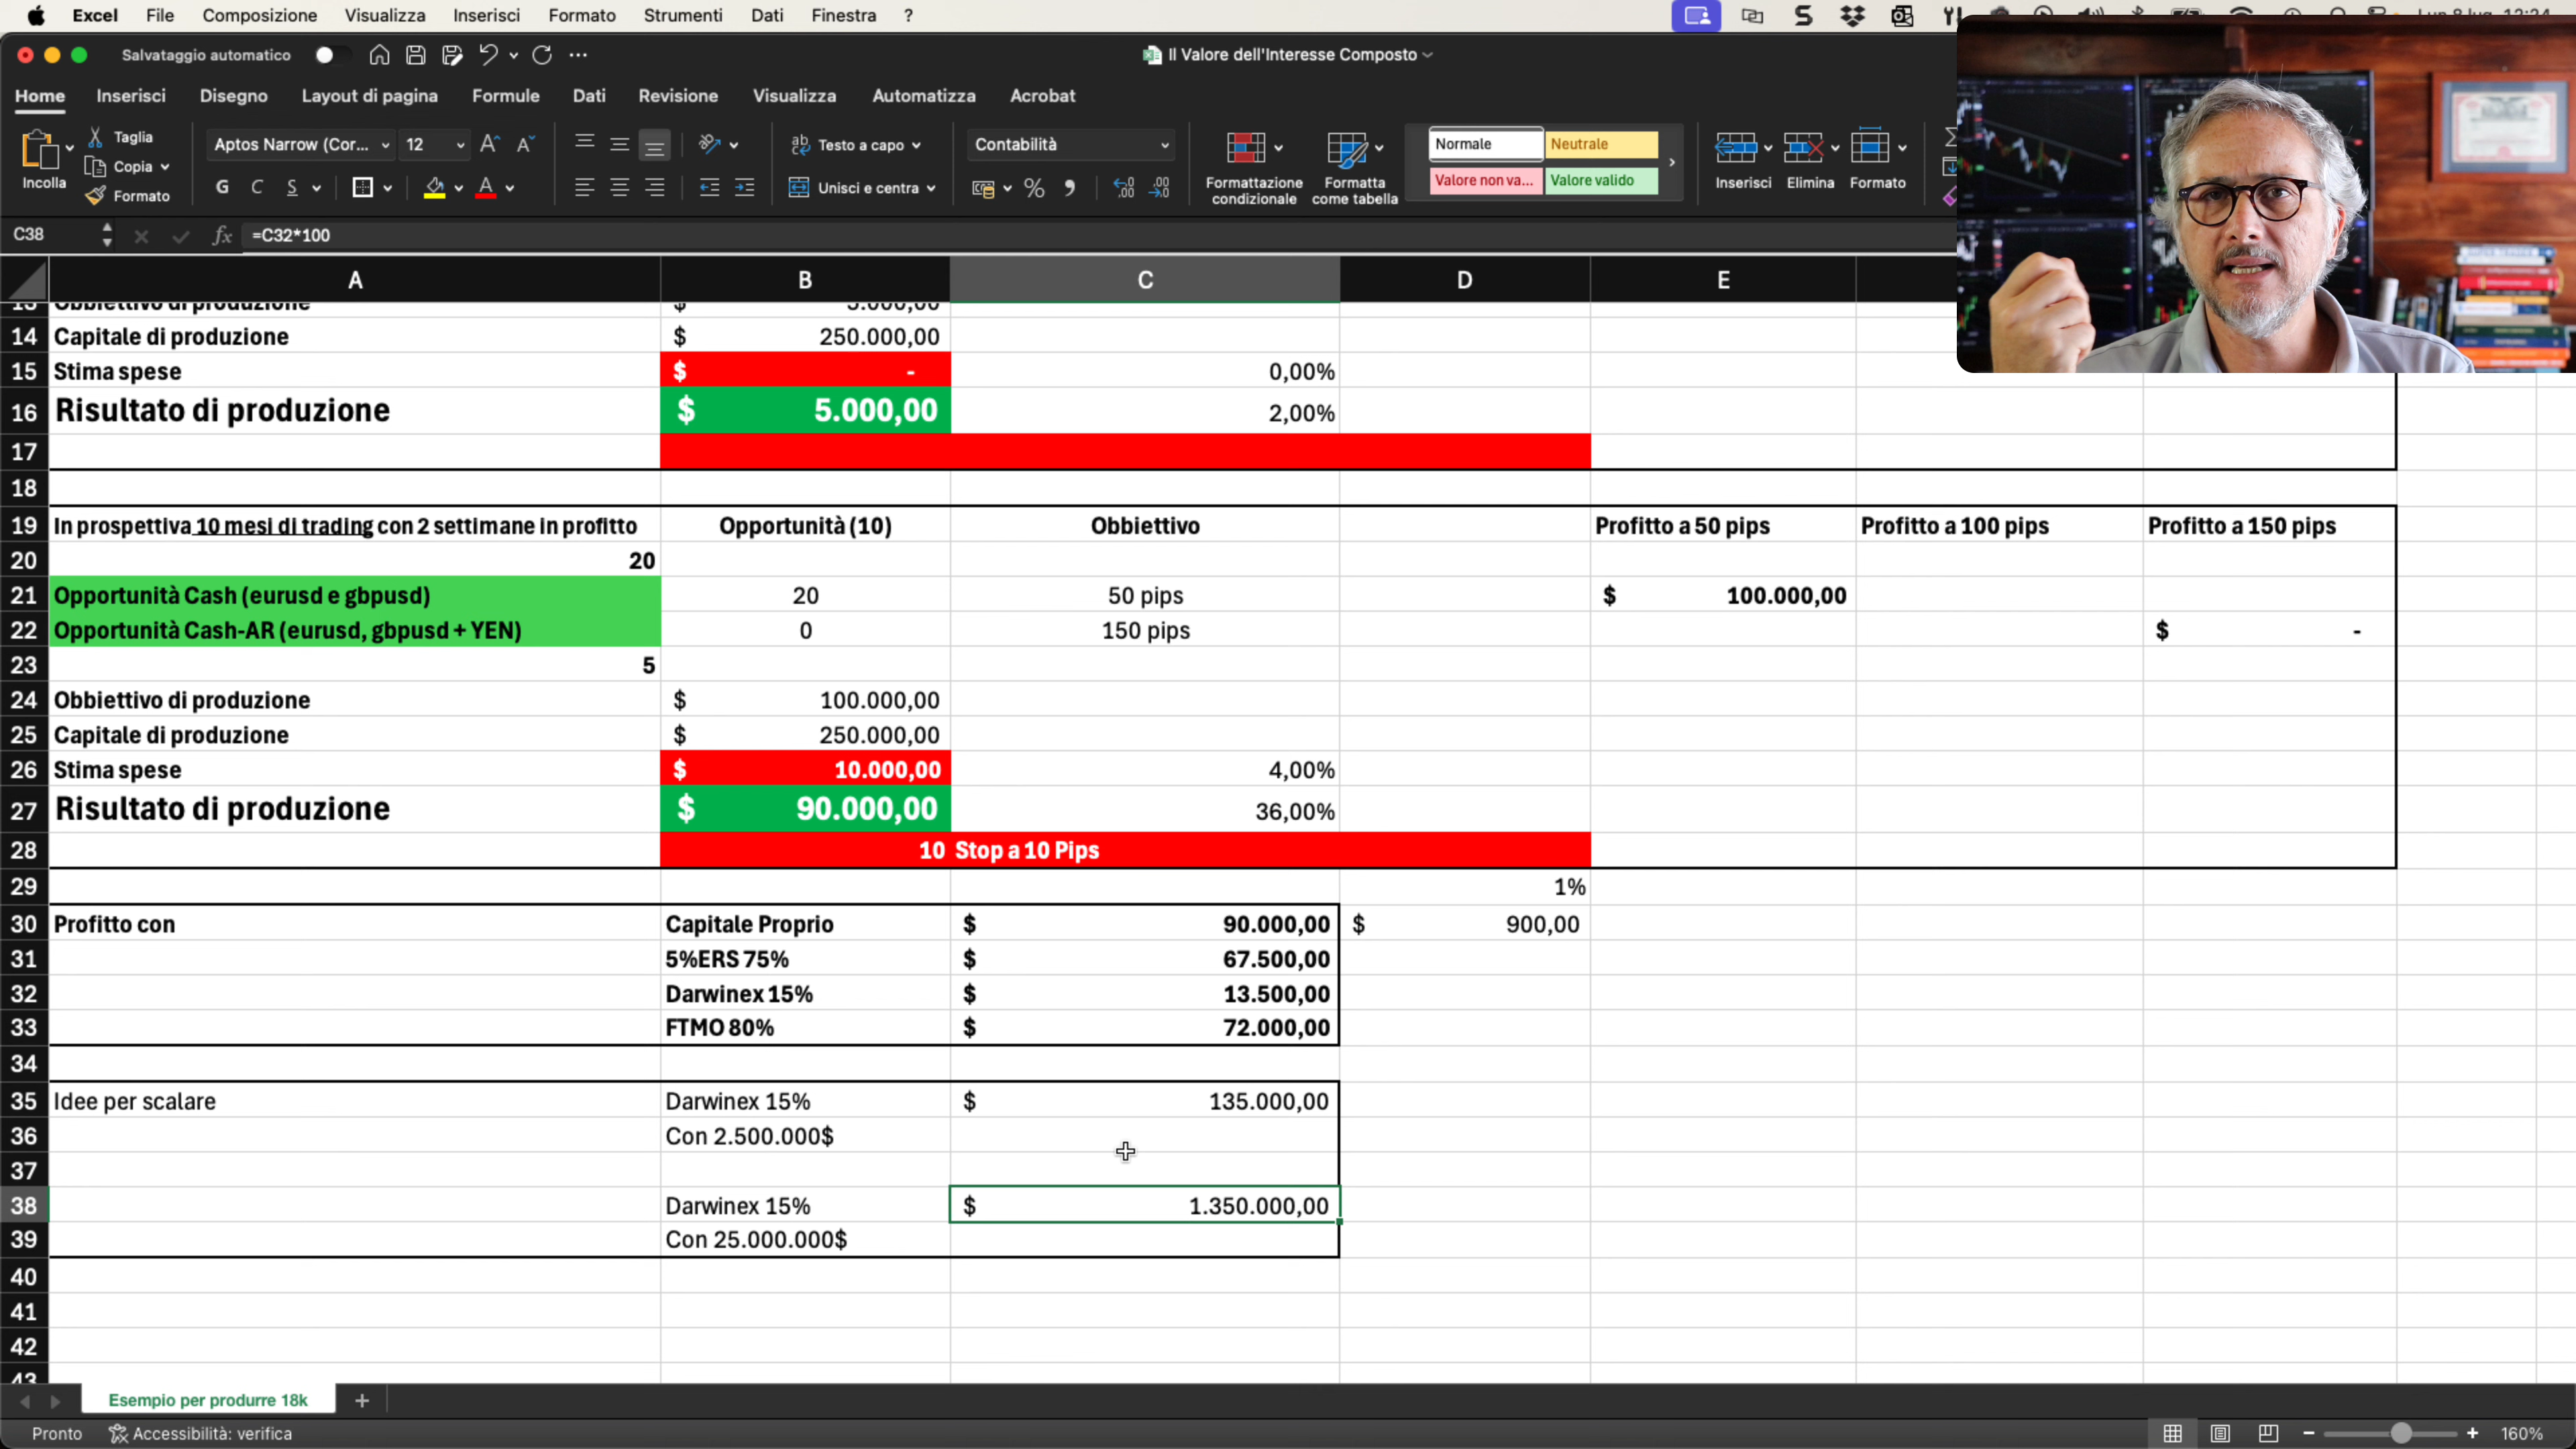 Excel File Composizione Visualizza Inserisci Formato Strumenti Dati Finestra ?
Salvataggio automatico
Il Valore dell'Interesse Composto
Home Inserisci Disegno Layout di pagina Formule Dati Revisione Visualizza Automatizza Acrobat
Incolla
Taglia
Copia
Formato
Aptos Narrow (Cor... 12
G C S
Testo a capo
Unisci e centra
Contabilità
Formattazione condizionale
Formatta come tabella
Normale Neutrale
Valore non va... Valore valido
Inserisci Elimina Formato
C38 fx =C32*100
A B C D E
13 Obbiettivo di produzione $ 5.000,00
14 Capitale di produzione $ 250.000,00
15 Stima spese $ - 0,00%
16 Risultato di produzione $ 5.000,00 2,00%
17
18
19 In prospettiva 10 mesi di trading con 2 settimane in profitto Opportunità (10) Obbiettivo Profitto a 50 pips Profitto a 100 pips Profitto a 150 pips
20 20
21 Opportunità Cash (eurusd e gbpusd) 20 50 pips $ 100.000,00
22 Opportunità Cash-AR (eurusd, gbpusd + YEN) 0 150 pips $ -
23 5
24 Obbiettivo di produzione $ 100.000,00
25 Capitale di produzione $ 250.000,00
26 Stima spese $ 10.000,00 4,00%
27 Risultato di produzione $ 90.000,00 36,00%
28 10 Stop a 10 Pips
29 1%
30 Profitto con Capitale Proprio $ 90.000,00 $ 900,00
31 5%ERS 75% $ 67.500,00
32 Darwinex 15% $ 13.500,00
33 FTMO 80% $ 72.000,00
34
35 Idee per scalare Darwinex 15% $ 135.000,00
36 Con 2.500.000$
37
38 Darwinex 15% $ 1.350.000,00
39 Con 25.000.000$
40
41
42
43
Esempio per produrre 18k +
Pronto Accessibilità: verifica 160%